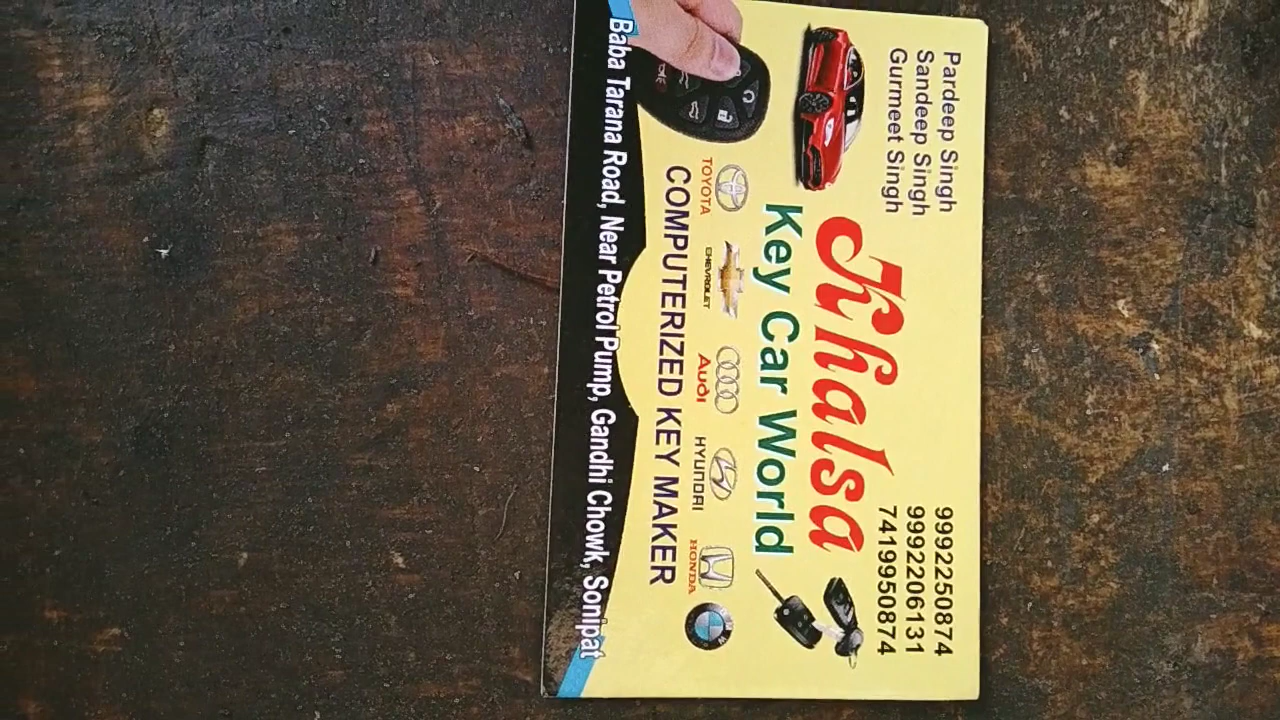 Pardeep Singh
Sandeep Singh
Gurmeet Singh
9992250874
9992206131
7419950874
Khalsa
Key Car World
TOYOTA
CHEVROLET
Audi
HYUNDAI
HONDA
BMW
COMPUTERIZED KEY MAKER
Baba Tarana Road, Near Petrol Pump, Gandhi Chowk, Sonipat